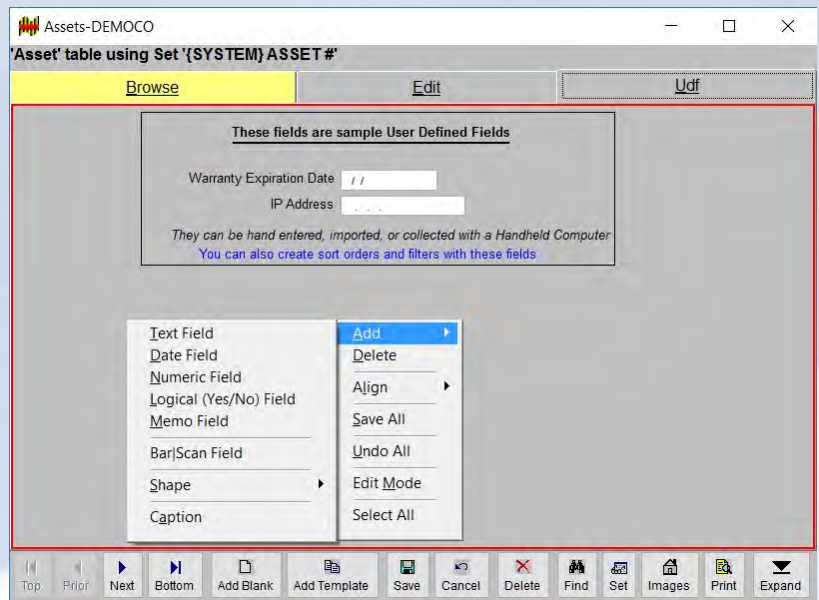 Assets-DEMOCO
'Asset' table using Set '{SYSTEM} ASSET #'
Browse Edit Udf
These fields are sample User Defined Fields
Warranty Expiration Date / /
IP Address . . .
They can be hand entered, imported, or collected with a Handheld Computer
You can also create sort orders and filters with these fields
Text Field
Date Field
Numeric Field
Logical (Yes/No) Field
Memo Field
Bar|Scan Field
Shape
Caption
Add
Delete
Align
Save All
Undo All
Edit Mode
Select All
Top Prior Next Bottom Add Blank Add Template Save Cancel Delete Find Set Images Print Expand